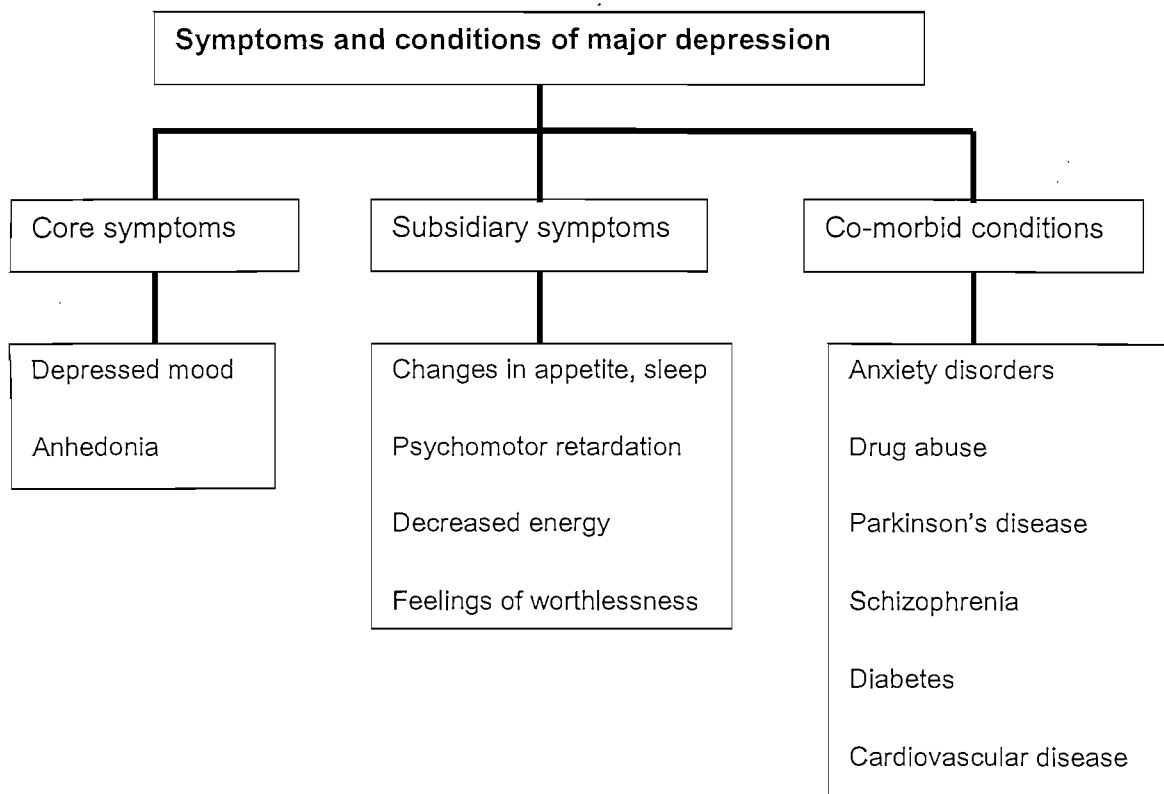 Symptoms and conditions of major depression
Core symptoms
Depressed mood
Anhedonia
Subsidiary symptoms
Changes in appetite, sleep
Psychomotor retardation
Decreased energy
Feelings of worthlessness
Co-morbid conditions
Anxiety disorders
Drug abuse
Parkinson's disease
Schizophrenia
Diabetes
Cardiovascular disease